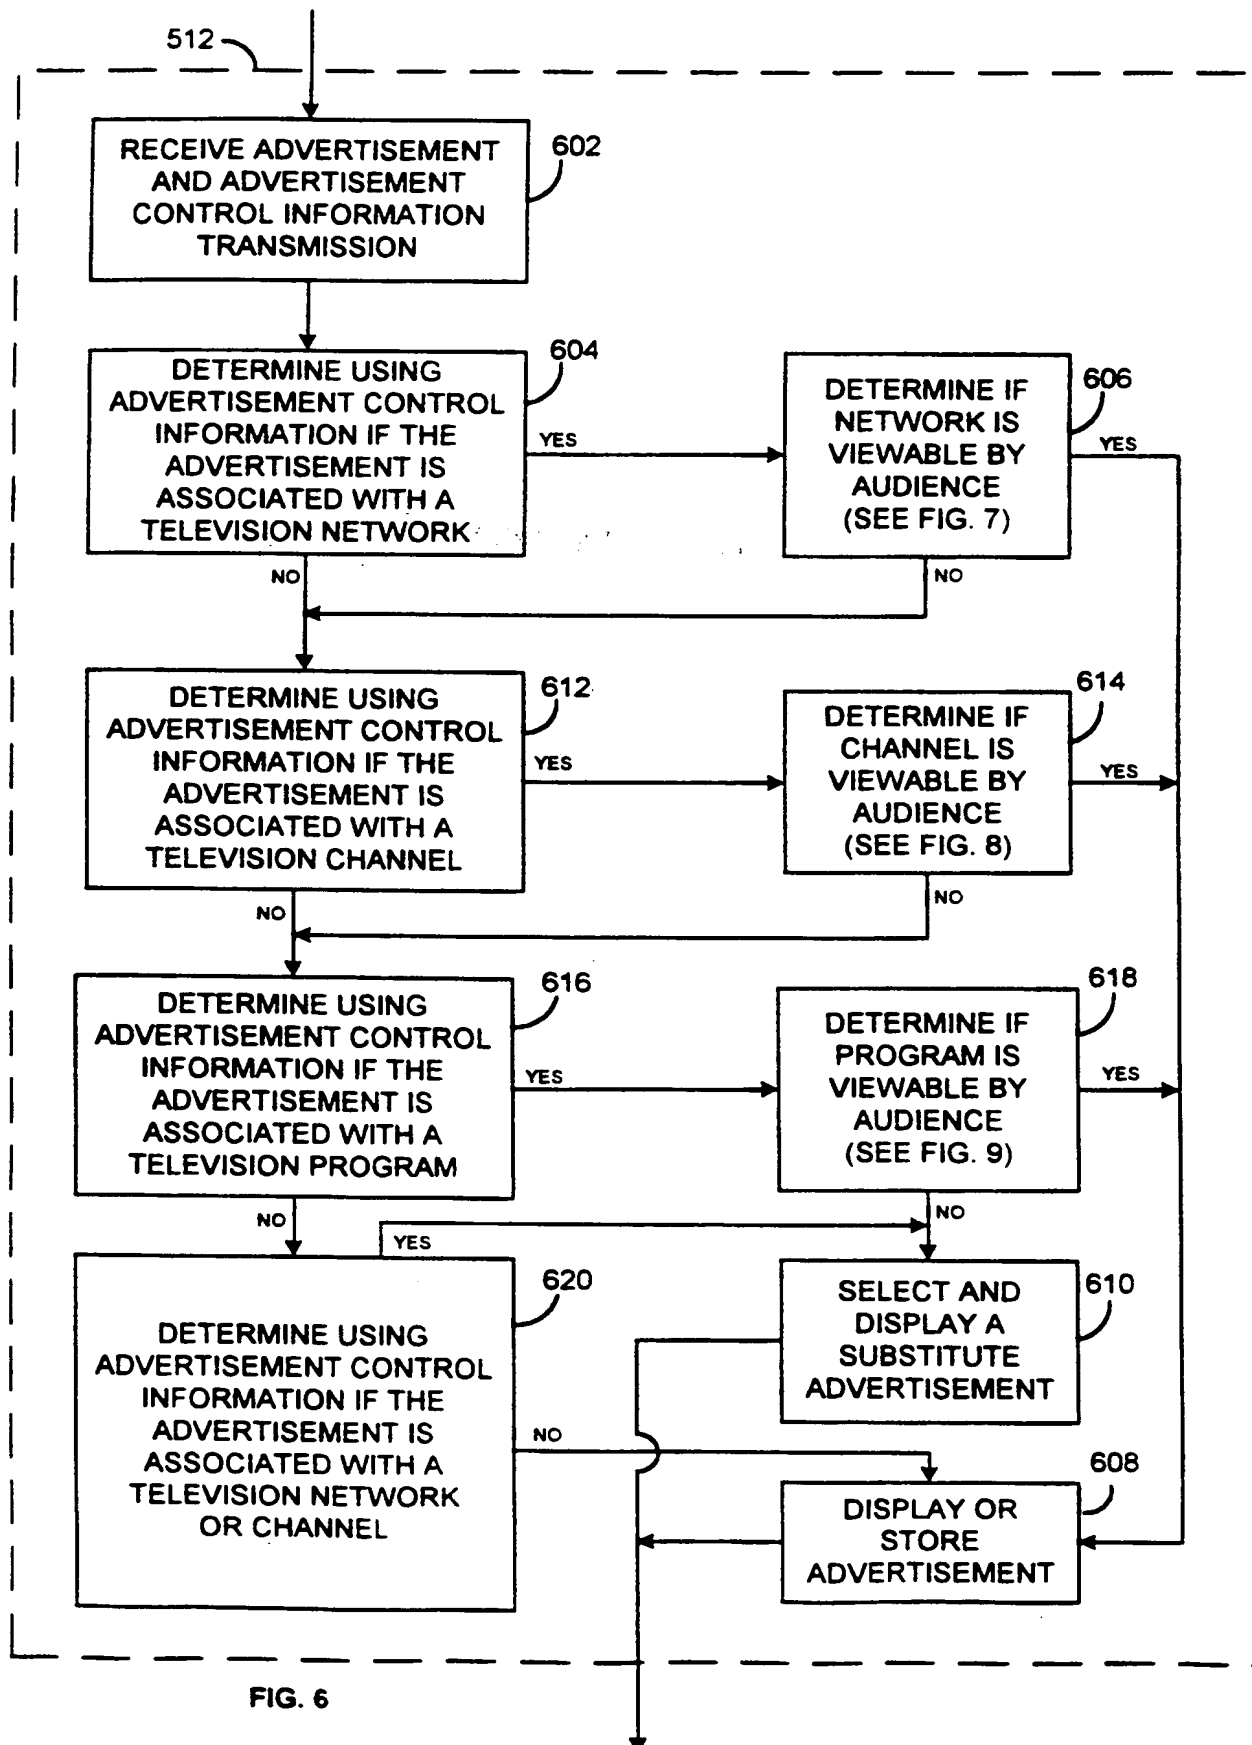 512
RECEIVE ADVERTISEMENT
AND ADVERTISEMENT
CONTROL INFORMATION
TRANSMISSION
602
DETERMINE USING
ADVERTISEMENT CONTROL
INFORMATION IF THE
ADVERTISEMENT IS
ASSOCIATED WITH A
TELEVISION NETWORK
604
YES
NO
DETERMINE IF
NETWORK IS
VIEWABLE BY
AUDIENCE
(SEE FIG. 7)
606
YES
NO
DETERMINE USING
ADVERTISEMENT CONTROL
INFORMATION IF THE
ADVERTISEMENT IS
ASSOCIATED WITH A
TELEVISION CHANNEL
612
YES
NO
DETERMINE IF
CHANNEL IS
VIEWABLE BY
AUDIENCE
(SEE FIG. 8)
614
YES
NO
DETERMINE USING
ADVERTISEMENT CONTROL
INFORMATION IF THE
ADVERTISEMENT IS
ASSOCIATED WITH A
TELEVISION PROGRAM
616
YES
NO
DETERMINE IF
PROGRAM IS
VIEWABLE BY
AUDIENCE
(SEE FIG. 9)
618
YES
NO
YES
DETERMINE USING
ADVERTISEMENT CONTROL
INFORMATION IF THE
ADVERTISEMENT IS
ASSOCIATED WITH A
TELEVISION NETWORK
OR CHANNEL
620
NO
SELECT AND
DISPLAY A
SUBSTITUTE
ADVERTISEMENT
610
DISPLAY OR
STORE
ADVERTISEMENT
608
FIG. 6